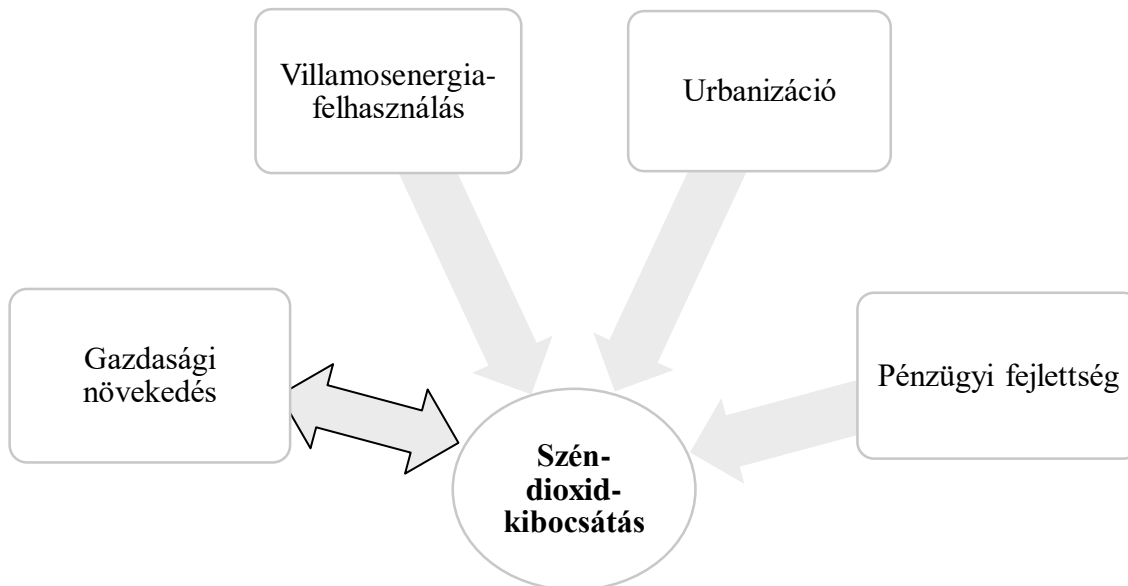 Villamosenergia-
felhasználás
Urbanizáció
Gazdasági
növekedés
Pénzügyi fejlettség
Szén-
dioxid-
kibocsátás